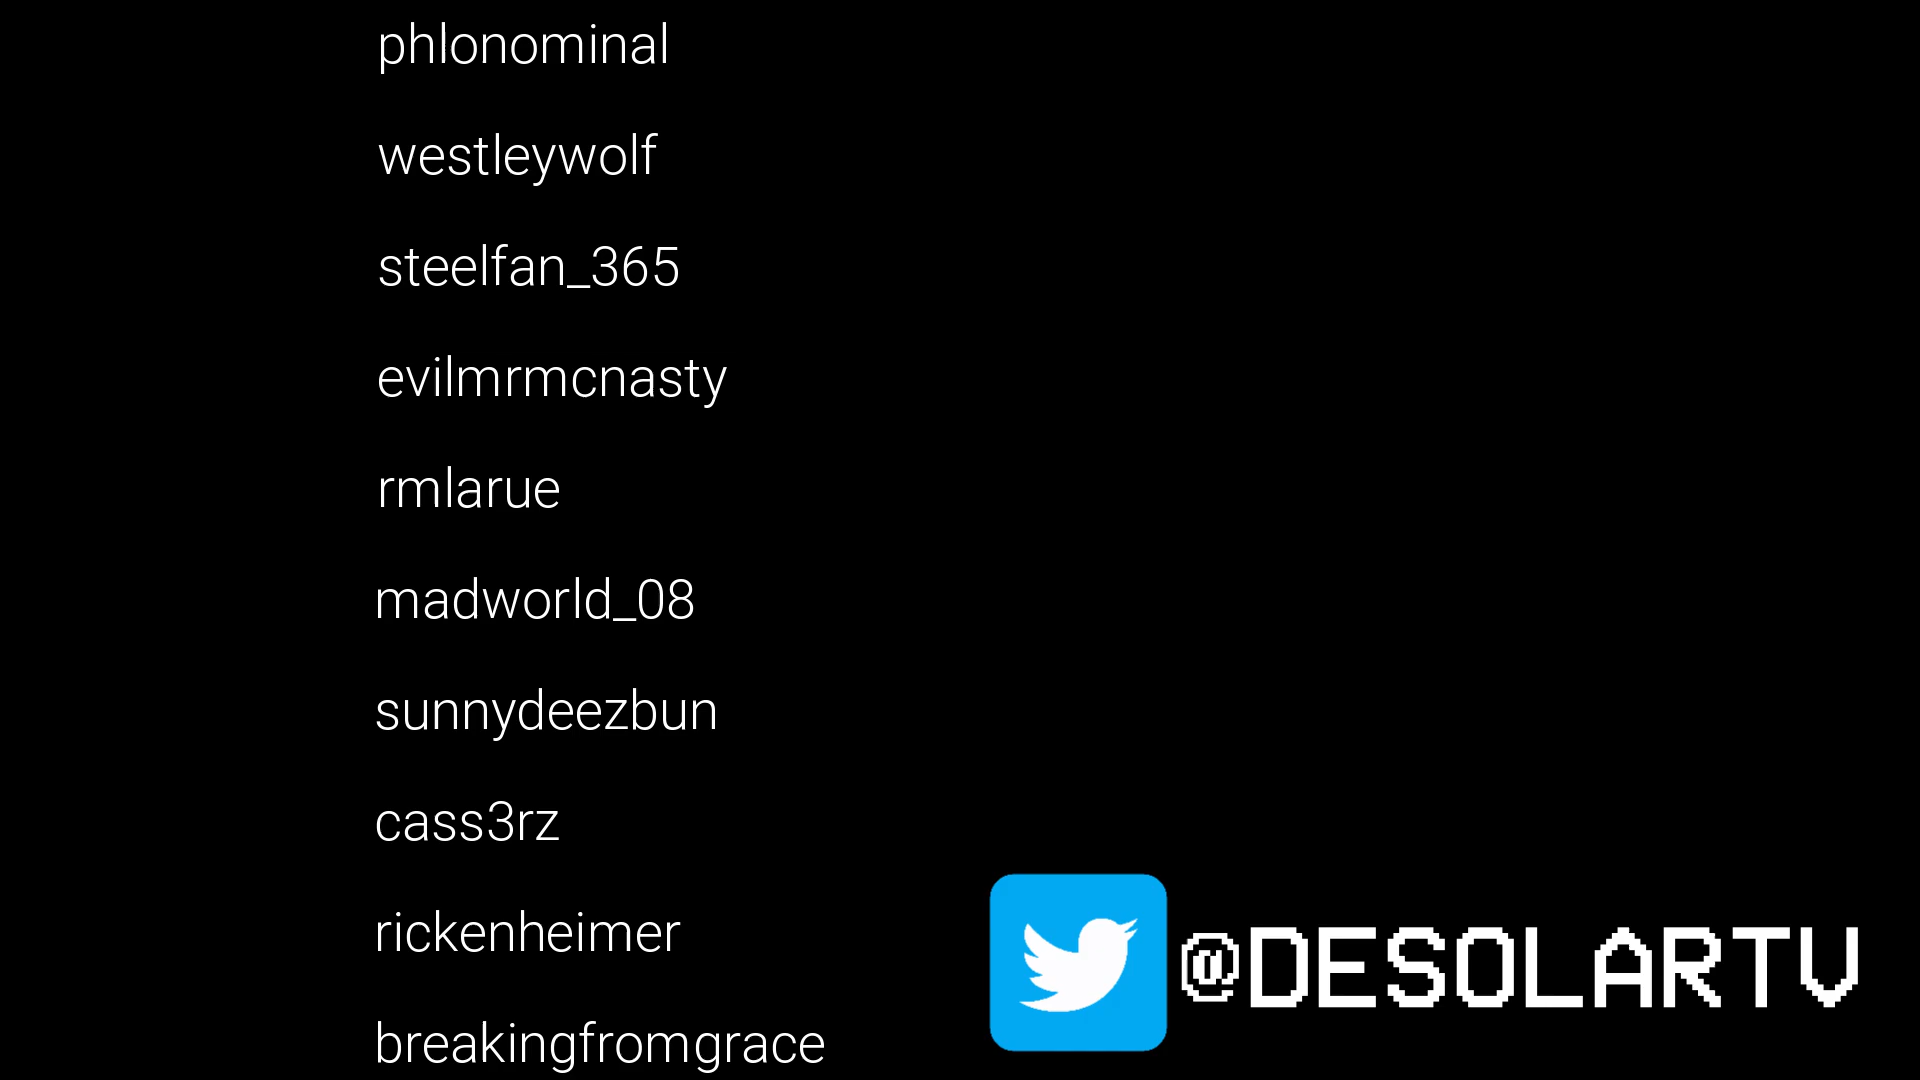 phlonominal
westleywolf
steelfan_365
evilmrmcnasty
rmlarue
madworld_08
sunnydeezbun
cass3rz
rickenheimer
breakingfromgrace
@DESOLARTV